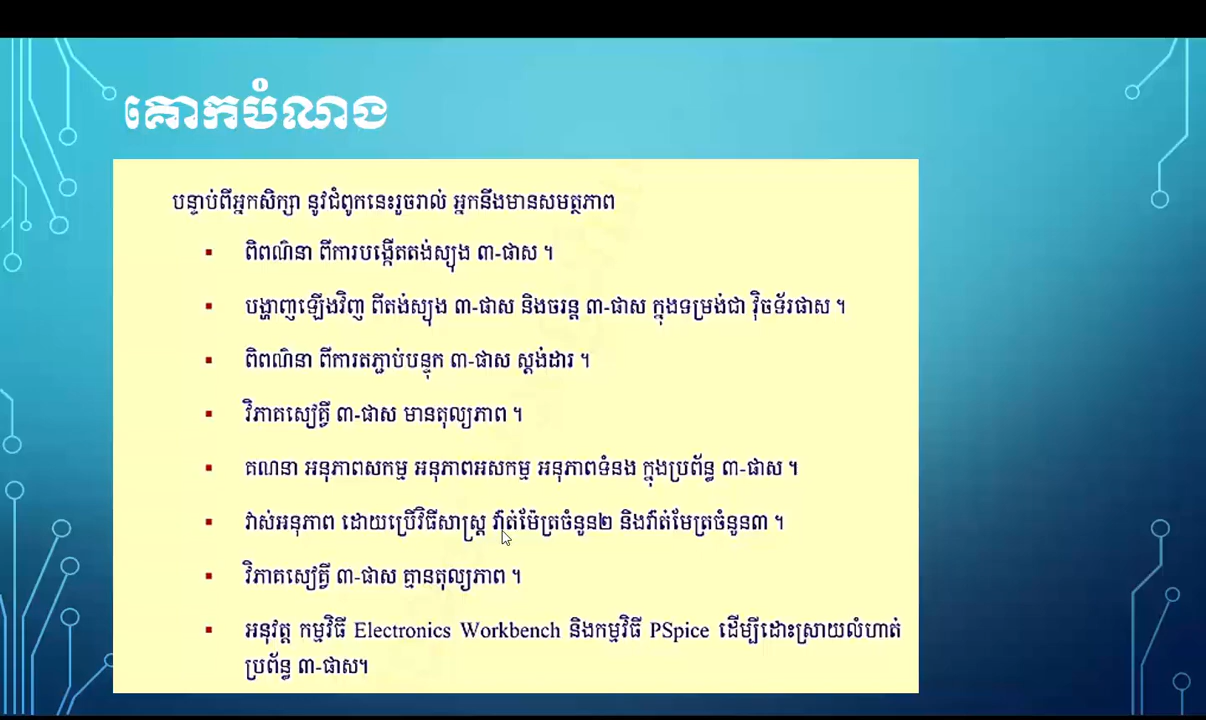 គោកបំណង
បន្ទាប់ពីអ្នកសិក្សា នូវជំពូកនេះរួចរាល់ អ្នកនឹងមានសមត្ថភាព
▪ ពិពណ៌នា ពីការបង្កើតតង់ស្យុង ៣-ផាស ។
▪ បង្ហាញឡើងវិញ ពីតង់ស្យុង ៣-ផាស និងចរន្ត ៣-ផាស ក្នុងទម្រង់ជា វ៉ិចទ័រផាស ។
▪ ពិពណ៌នា ពីការតភ្ជាប់បន្ទុក ៣-ផាស ស្តង់ដារ ។
▪ វិភាគសៀគ្វី ៣-ផាស មានតុល្យភាព ។
▪ គណនា អនុភាពសកម្ម អនុភាពអសកម្ម អនុភាពទំនង ក្នុងប្រព័ន្ធ ៣-ផាស ។
▪ វាស់អនុភាព ដោយប្រើវិធីសាស្ត្រ វ៉ាត់ម៉ែត្រចំនួន២ និងវ៉ាត់មែត្រចំនួន៣ ។
▪ វិភាគសៀគ្វី ៣-ផាស គ្មានតុល្យភាព ។
▪ អនុវត្ត កម្មវិធី Electronics Workbench និងកម្មវិធី PSpice ដើម្បីដោះស្រាយលំហាត់
ប្រព័ន្ធ ៣-ផាស។